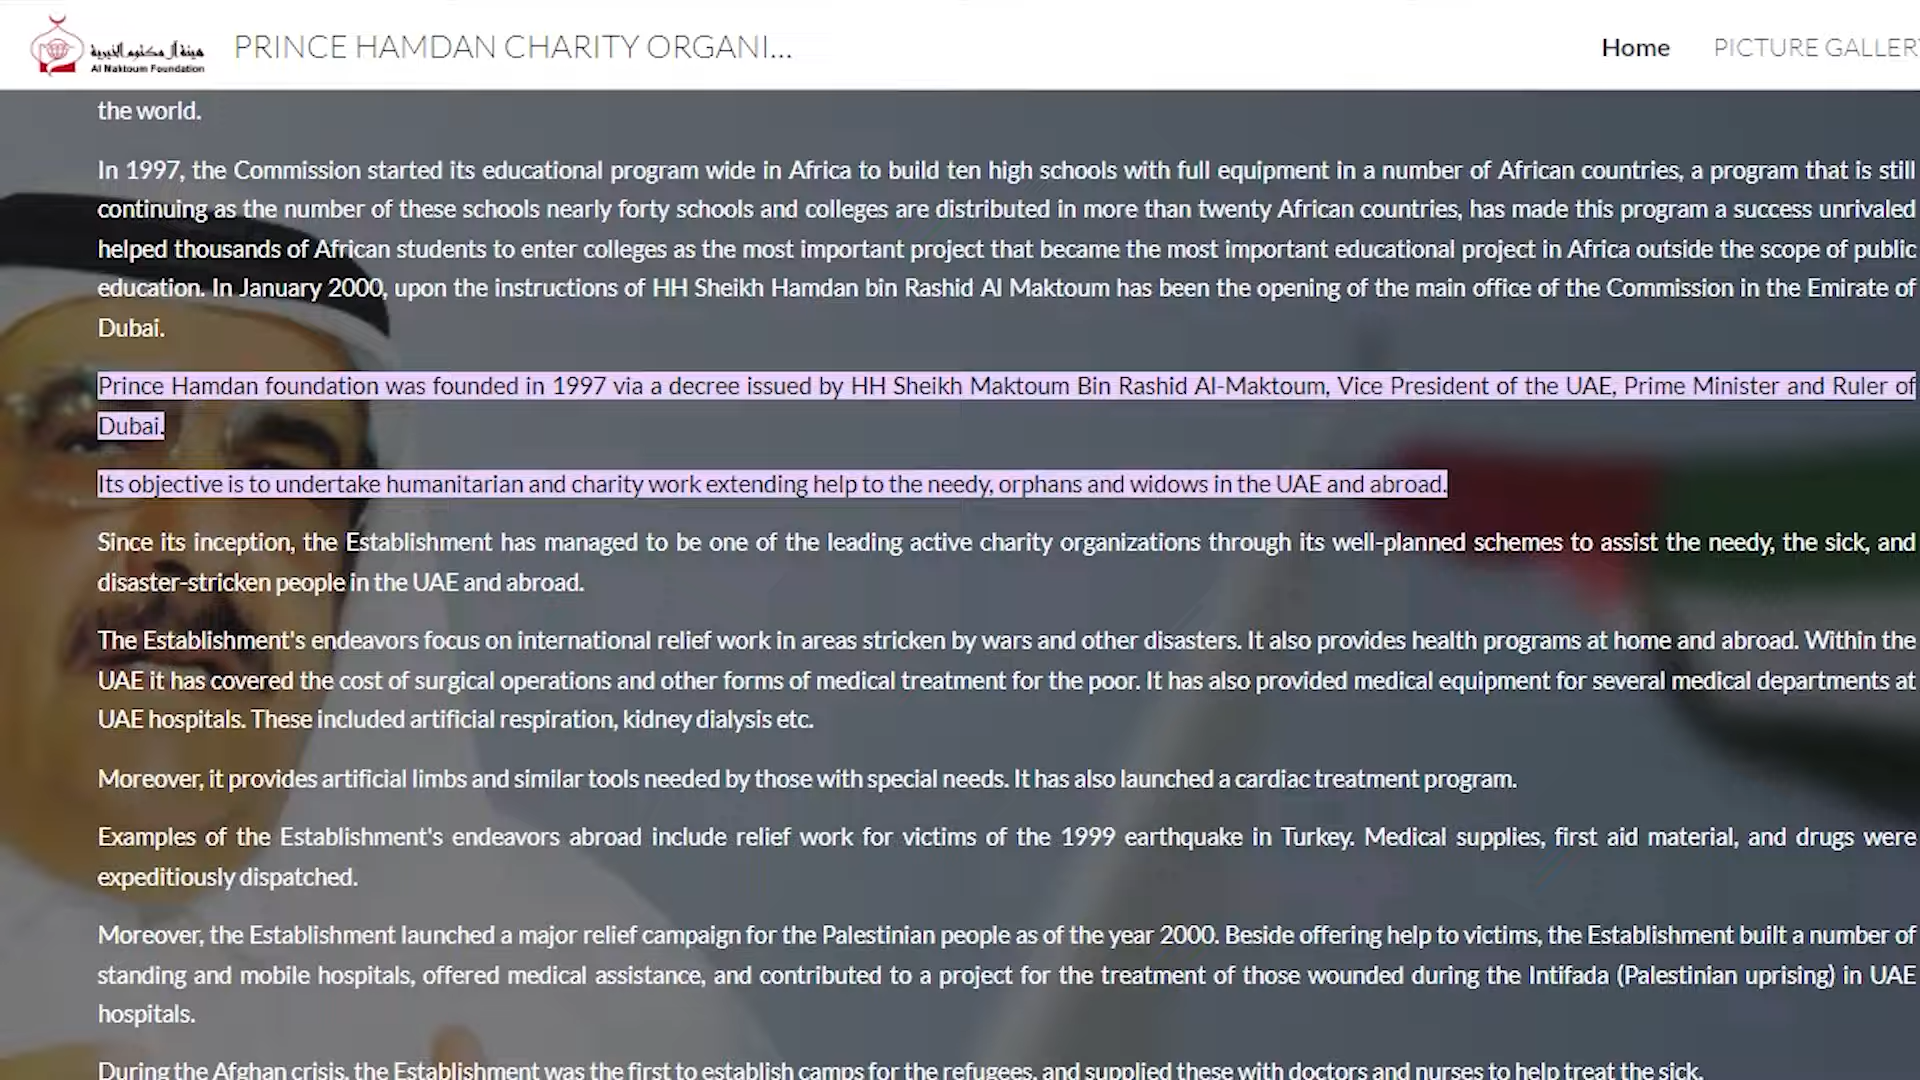 هيئة آل مكتوم الخيرية
Al Maktoum Foundation
PRINCE HAMDAN CHARITY ORGANI...
Home
PICTURE GALLERY
the world.
In 1997, the Commission started its educational program wide in Africa to build ten high schools with full equipment in a number of African countries, a program that is still
continuing as the number of these schools nearly forty schools and colleges are distributed in more than twenty African countries, has made this program a success unrivaled
helped thousands of African students to enter colleges as the most important project that became the most important educational project in Africa outside the scope of public
education. In January 2000, upon the instructions of HH Sheikh Hamdan bin Rashid Al Maktoum has been the opening of the main office of the Commission in the Emirate of
Dubai.
Prince Hamdan foundation was founded in 1997 via a decree issued by HH Sheikh Maktoum Bin Rashid Al-Maktoum, Vice President of the UAE, Prime Minister and Ruler of
Dubai.
Its objective is to undertake humanitarian and charity work extending help to the needy, orphans and widows in the UAE and abroad.
Since its inception, the Establishment has managed to be one of the leading active charity organizations through its well-planned schemes to assist the needy, the sick, and
disaster-stricken people in the UAE and abroad.
The Establishment's endeavors focus on international relief work in areas stricken by wars and other disasters. It also provides health programs at home and abroad. Within the
UAE it has covered the cost of surgical operations and other forms of medical treatment for the poor. It has also provided medical equipment for several medical departments at
UAE hospitals. These included artificial respiration, kidney dialysis etc.
Moreover, it provides artificial limbs and similar tools needed by those with special needs. It has also launched a cardiac treatment program.
Examples of the Establishment's endeavors abroad include relief work for victims of the 1999 earthquake in Turkey. Medical supplies, first aid material, and drugs were
expeditiously dispatched.
Moreover, the Establishment launched a major relief campaign for the Palestinian people as of the year 2000. Beside offering help to victims, the Establishment built a number of
standing and mobile hospitals, offered medical assistance, and contributed to a project for the treatment of those wounded during the Intifada (Palestinian uprising) in UAE
hospitals.
During the Afghan crisis, the Establishment was the first to establish camps for the refugees, and supplied these with doctors and nurses to help treat the sick.